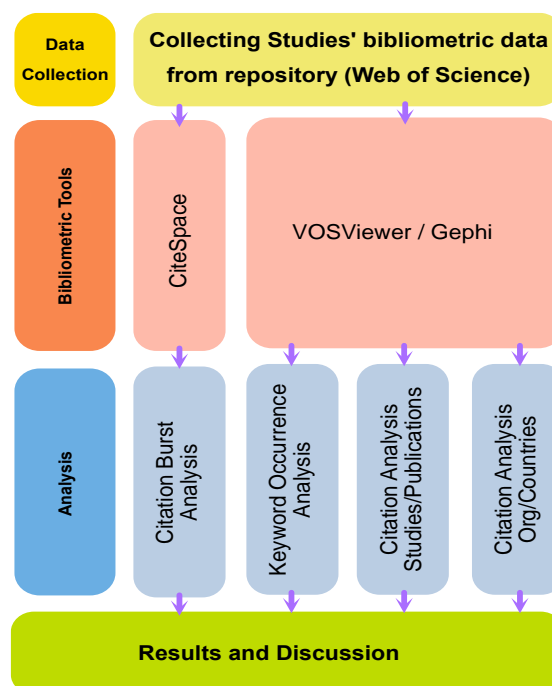 Data
Collection
Collecting Studies' bibliometric data
from repository (Web of Science)
Bibliometric Tools
CiteSpace
VOSViewer / Gephi
Analysis
Citation Burst
Analysis
Keyword Occurrence
Analysis
Citation Analysis
Studies/Publications
Citation Analysis
Org/Countries
Results and Discussion